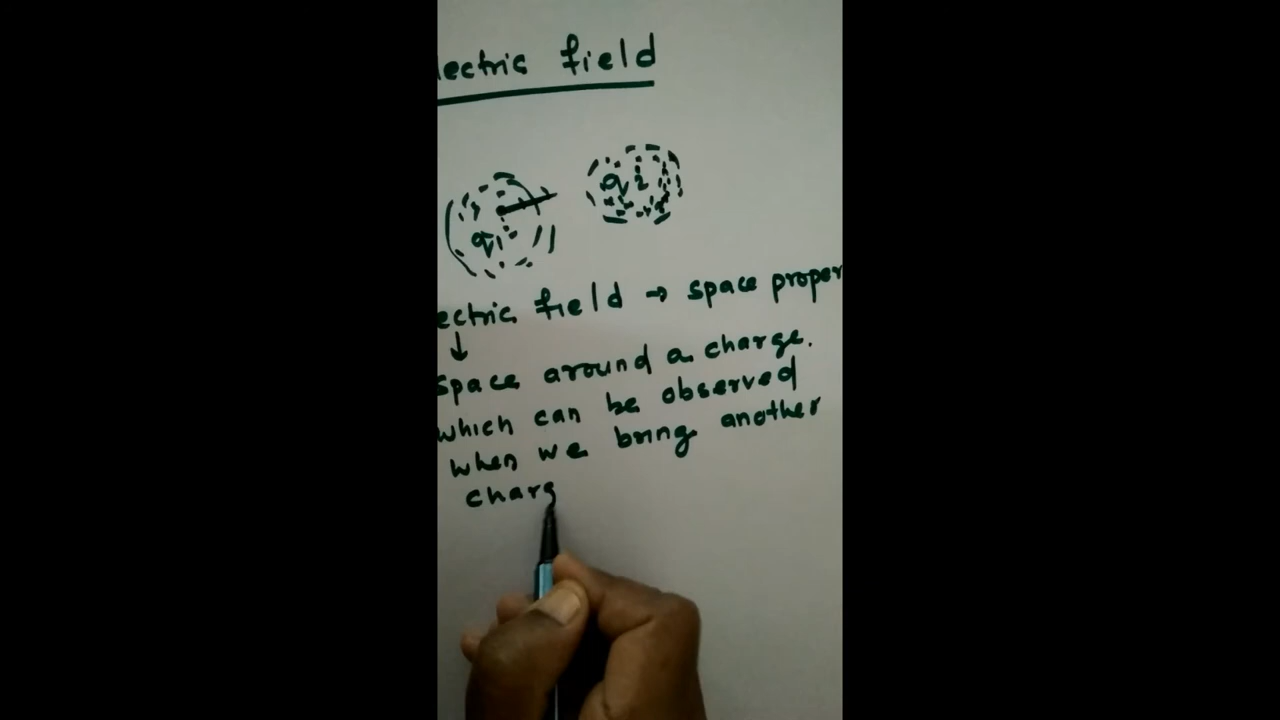 lectric field
q1
q2
ectric field → space proper
↓
space around a charge.
which can be observed
when we bring another
charg